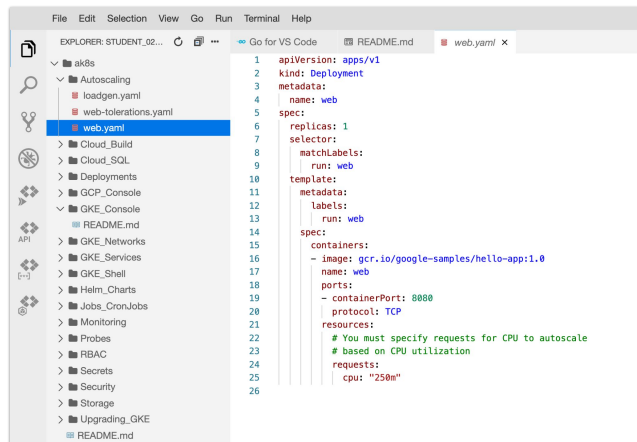 File Edit Selection View Go Run Terminal Help
EXPLORER: STUDENT_02...
Go for VS Code
README.md
web.yaml
ak8s
Autoscaling
loadgen.yaml
web-tolerations.yaml
web.yaml
Cloud_Build
Cloud_SQL
Deployments
GCP_Console
GKE_Console
README.md
GKE_Networks
GKE_Services
GKE_Shell
Helm_Charts
Jobs_CronJobs
Monitoring
Probes
RBAC
Secrets
Security
Storage
Upgrading_GKE
README.md
API
1 apiVersion: apps/v1
2 kind: Deployment
3 metadata:
4 name: web
5 spec:
6 replicas: 1
7 selector:
8 matchLabels:
9 run: web
10 template:
11 metadata:
12 labels:
13 run: web
14 spec:
15 containers:
16 - image: gcr.io/google-samples/hello-app:1.0
17 name: web
18 ports:
19 - containerPort: 8080
20 protocol: TCP
21 resources:
22 # You must specify requests for CPU to autoscale
23 # based on CPU utilization
24 requests:
25 cpu: "250m"
26